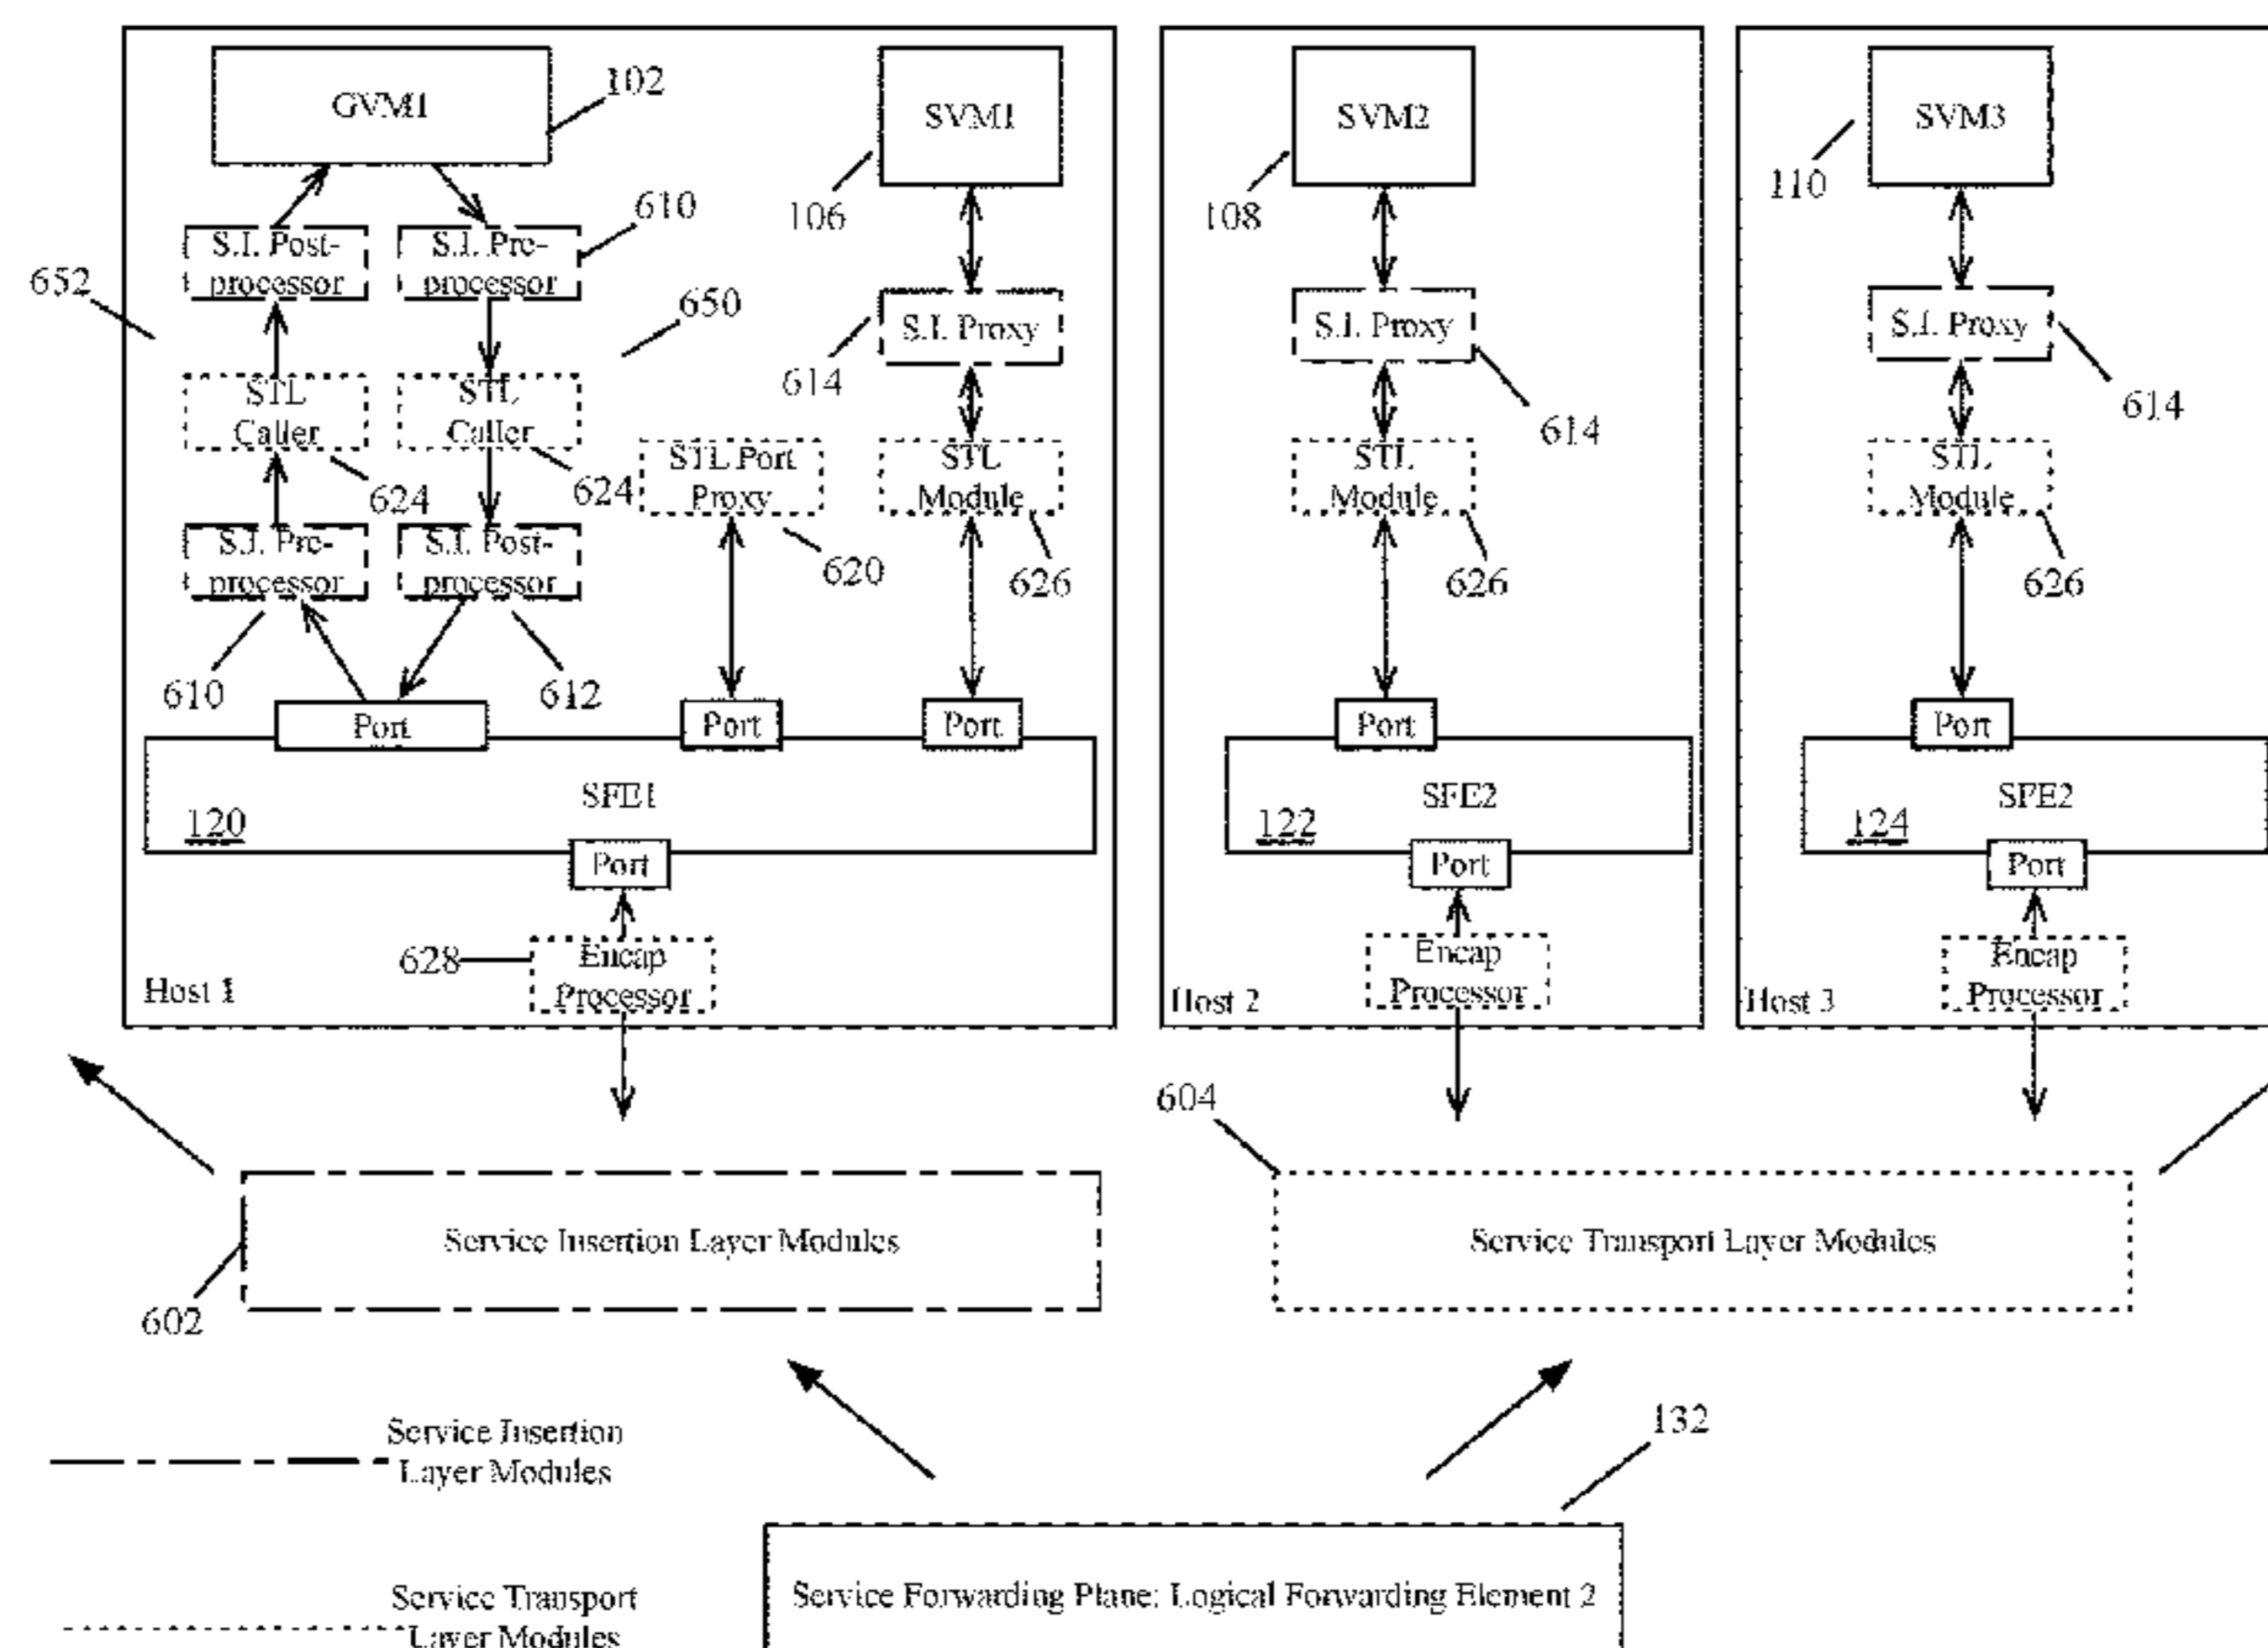 GVM1
102
SVM1
106
SVM2
108
SVM3
110
S.I. Post-
processor
S.I. Pre-
processor
610
652
650
S.I. Proxy
614
S.I. Proxy
614
S.I. Proxy
614
STL
Caller
624
STL
Caller
624
STL Port
Proxy
620
STL
Module
626
STL
Module
626
STL
Module
626
S.I. Pre-
processor
610
S.I. Post-
processor
612
Port
Port
Port
Port
Port
SFE1
120
SFE2
122
SFE2
124
Port
Port
Port
628
Encap
Processor
Encap
Processor
Encap
Processor
Host 1
Host 2
Host 3
604
Service Insertion Layer Modules
602
Service Transport Layer Modules
132
Service Insertion
Layer Modules
Service Forwarding Plane: Logical Forwarding Element 2
Service Transport
Layer Modules